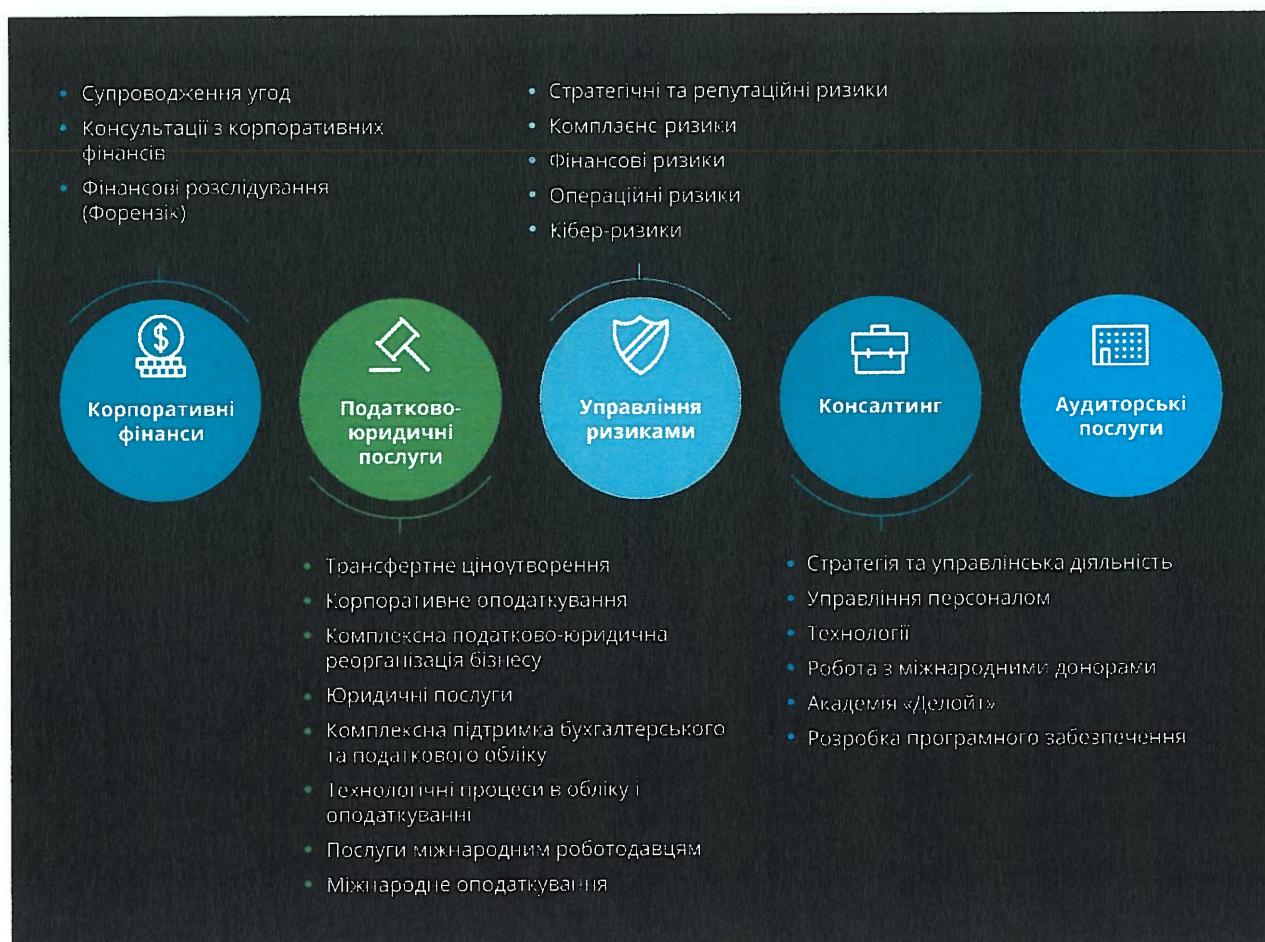 Супроводження угод
Консультації з корпоративних
фінансів
Фінансові розслідування
(Форензік)
Стратегічні та репутаційні ризики
Комплаєнс ризики
Фінансові ризики
Операційні ризики
Кібер-ризики
$
Корпоративні
фінанси
Податково-
юридичні
послуги
Управління
ризиками
Консалтинг
Аудиторські
послуги
Трансфертне ціноутворення
Корпоративне оподаткування
Комплексна податково-юридична
реорганізація бізнесу
Юридичні послуги
Комплексна підтримка бухгалтерського
та податкового обліку
Технологічні процеси в обліку і
оподаткуванні
Послуги міжнародним роботодавцям
Міжнародне оподаткування
Стратегія та управлінська діяльність
Управління персоналом
Технології
Робота з міжнародними донорами
Академія «Делойт»
Розробка програмного забезпечення